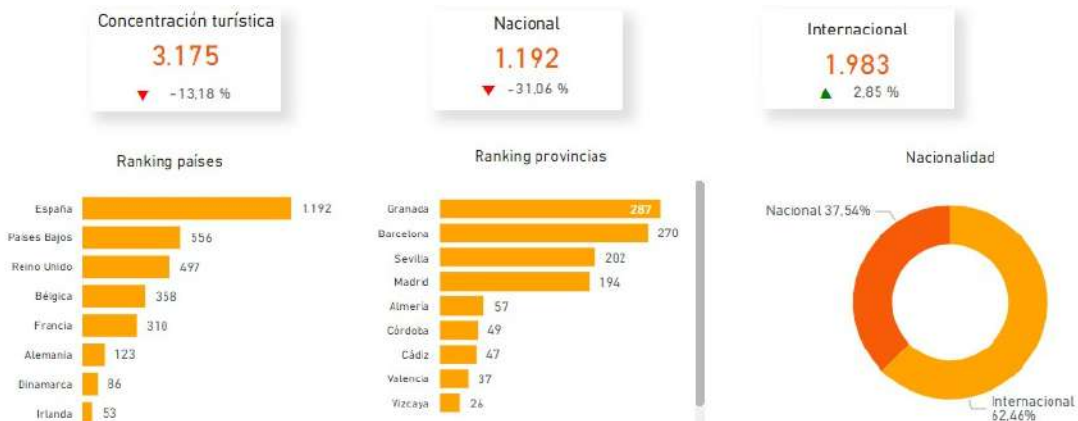 Concentración turística
3.175
▼ -13,18 %
Nacional
1.192
▼ -31,06 %
Internacional
1.983
▲ 2,85 %
Ranking países
España 1.192
Países Bajos 556
Reino Unido 497
Bélgica 358
Francia 310
Alemania 123
Dinamarca 86
Irlanda 53
Ranking provincias
Granada 287
Barcelona 270
Sevilla 202
Madrid 194
Almería 57
Córdoba 49
Cádiz 47
Valencia 37
Vizcaya 26
Nacionalidad
Nacional 37,54%
Internacional
62,46%